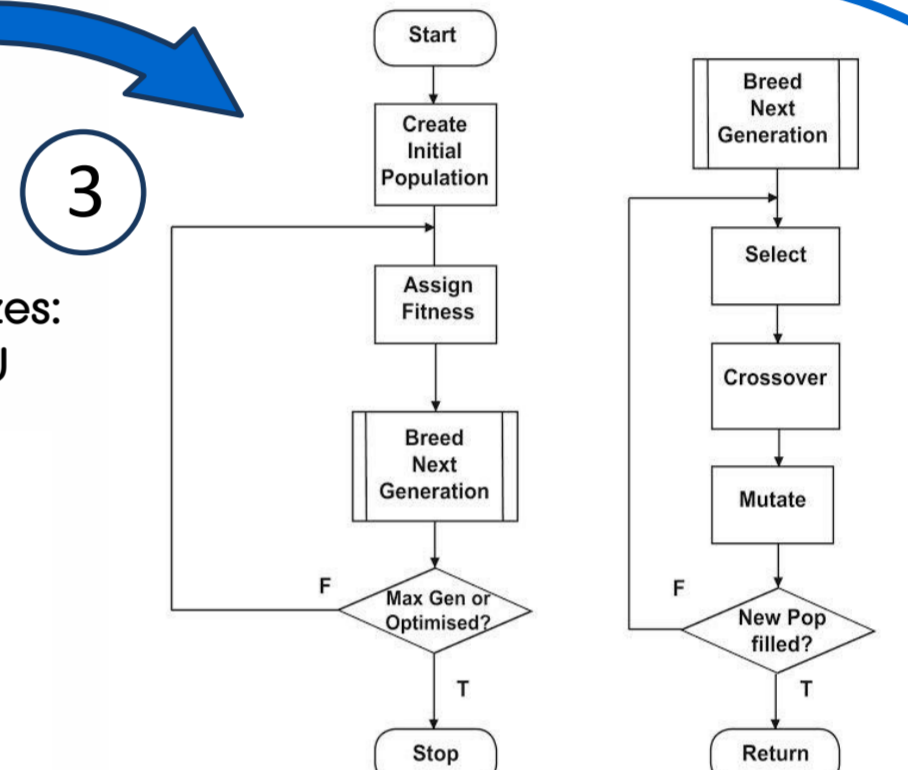 3
zes:
Start
Create
Initial
Population
Assign
Fitness
Breed
Next
Generation
F
Max Gen or
Optimised?
T
Stop
Breed
Next
Generation
Select
Crossover
Mutate
F
New Pop
filled?
T
Return